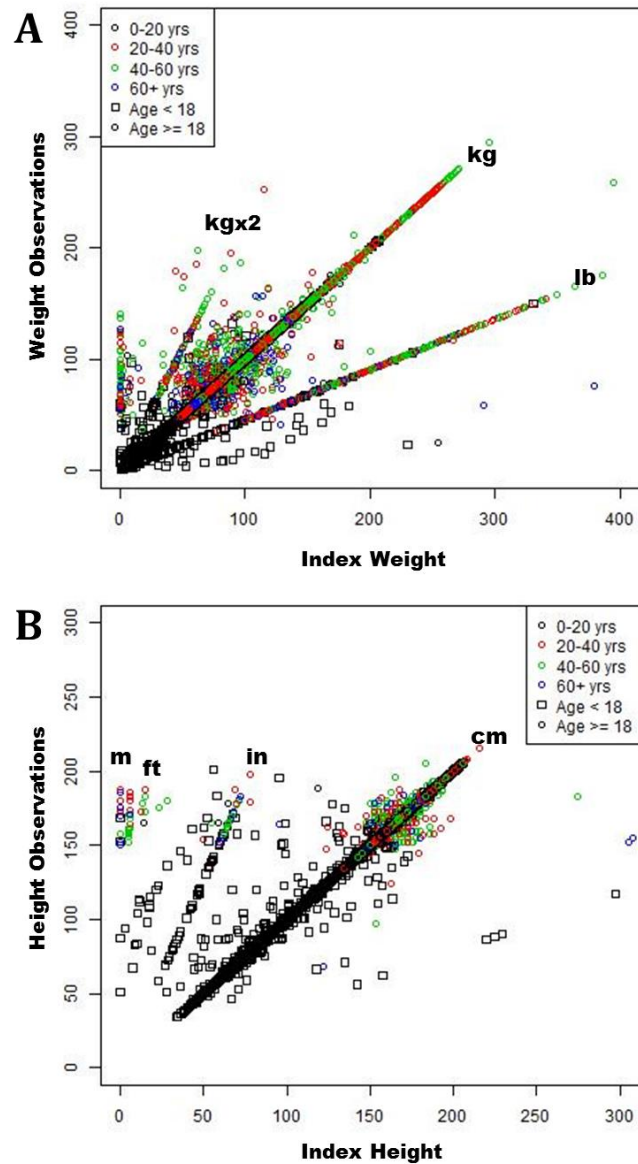 A
0-20 yrs
20-40 yrs
40-60 yrs
60+ yrs
Age < 18
Age >= 18
kg
kgx2
lb
Weight Observations
400
300
200
100
0
0 100 200 300 400
Index Weight
B
0-20 yrs
20-40 yrs
40-60 yrs
60+ yrs
Age < 18
Age >= 18
m ft in cm
Height Observations
300
250
200
150
100
50
0
0 50 100 150 200 250 300
Index Height